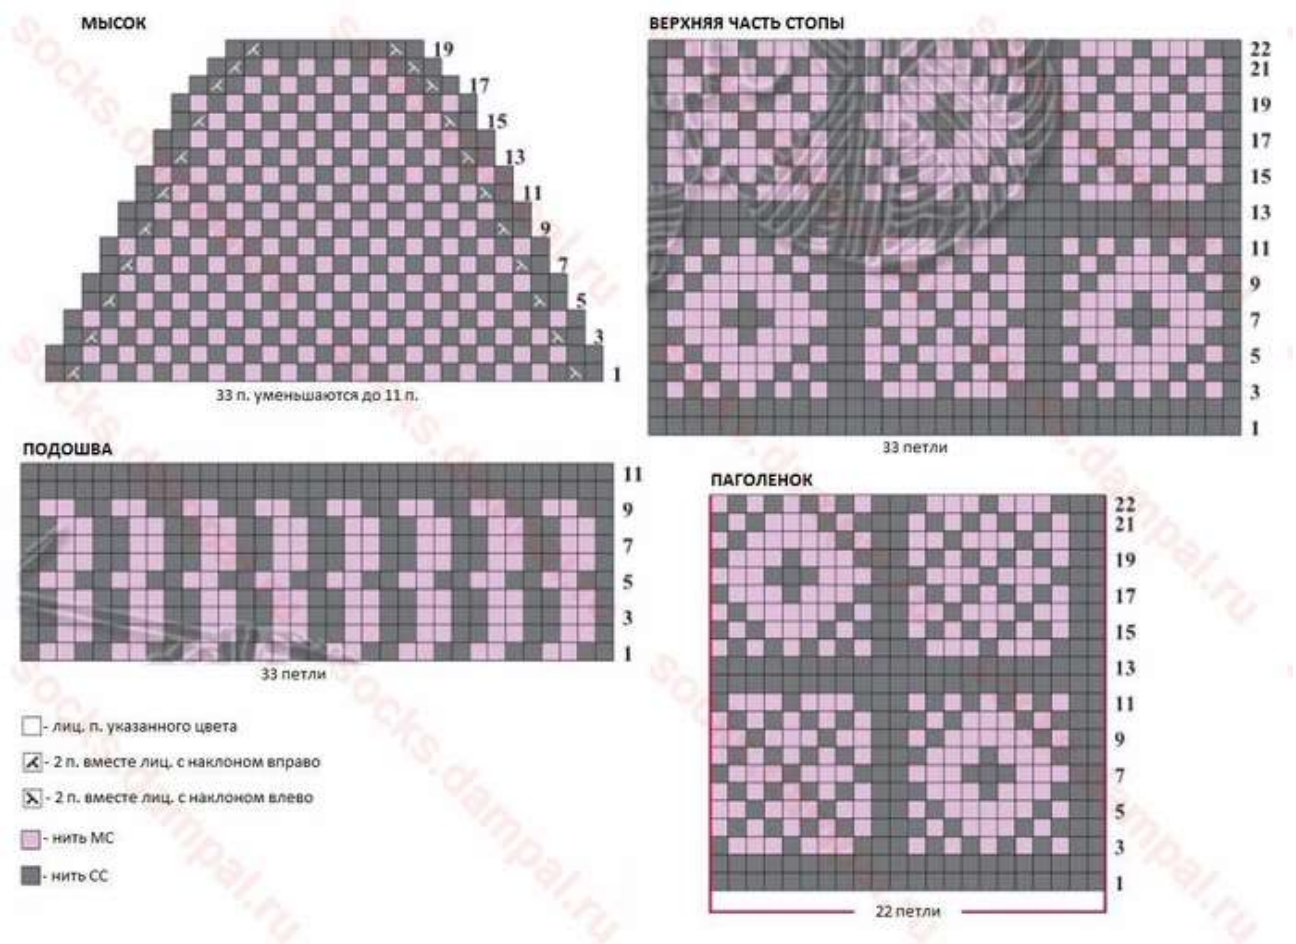 МЫСОК
19
17
15
13
11
9
7
5
3
1
33 п. уменьшаются до 11 п.
ВЕРХНЯЯ ЧАСТЬ СТОПЫ
22
21
19
17
15
13
11
9
7
5
3
1
33 петли
ПОДОШВА
11
9
7
5
3
1
33 петли
ПАГОЛЕНОК
22
21
19
17
15
13
11
9
7
5
3
1
22 петли
- лиц. п. указанного цвета
- 2 п. вместе лиц. с наклоном вправо
- 2 п. вместе лиц. с наклоном влево
- нить МС
- нить СС
socks.dampal.ru